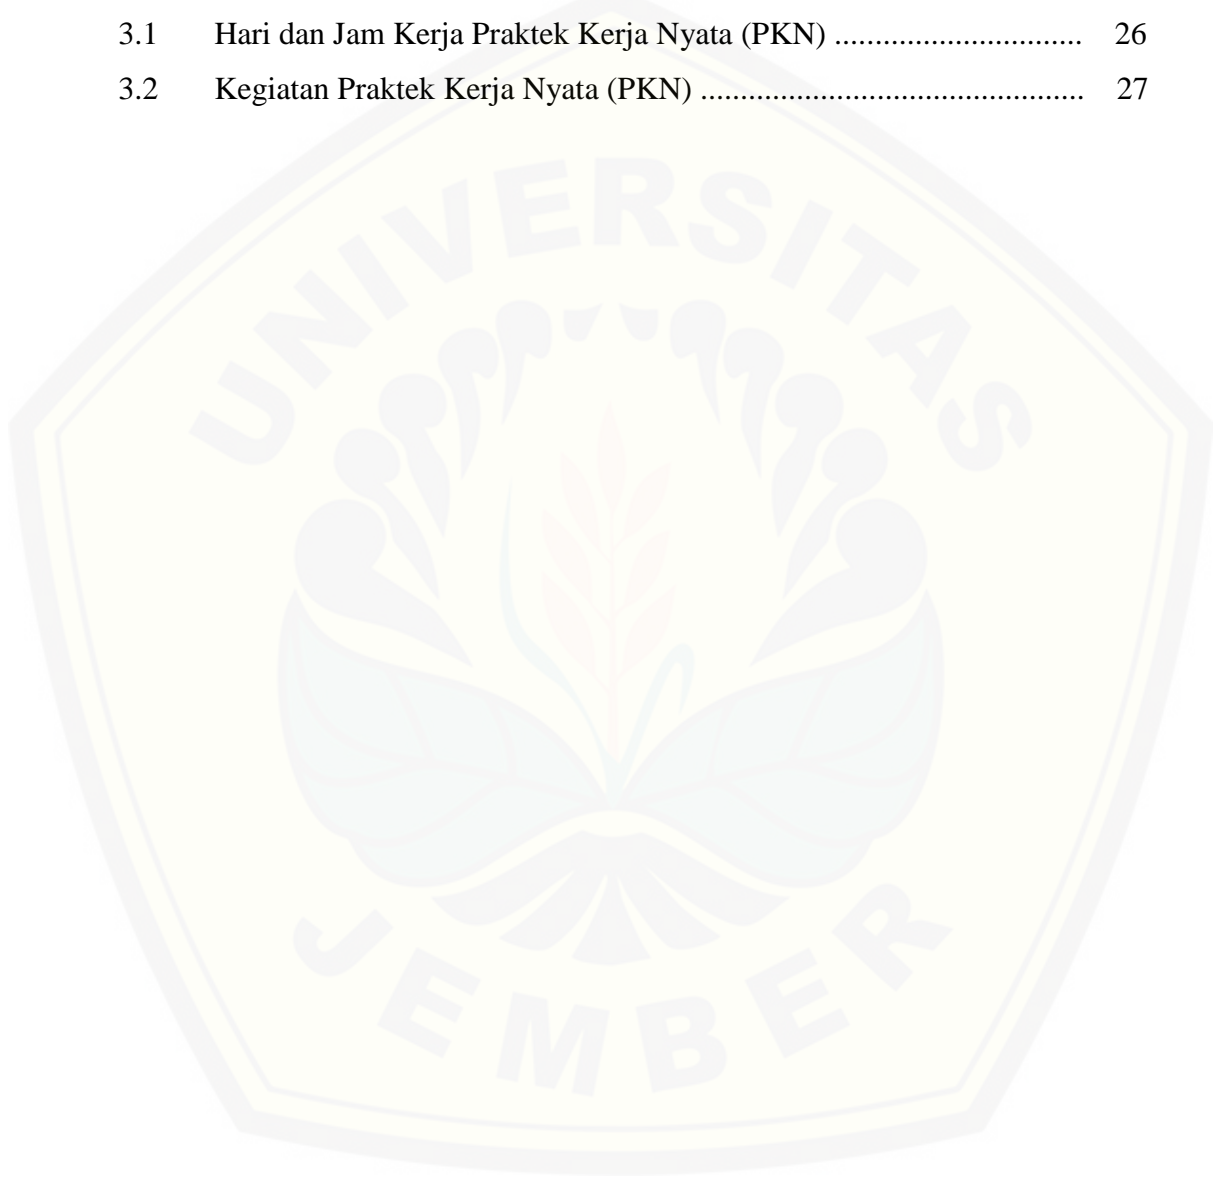 3.1 Hari dan Jam Kerja Praktek Kerja Nyata (PKN) ............................... 26
3.2 Kegiatan Praktek Kerja Nyata (PKN) ................................................ 27
UNIVERSITAS
JEMBER